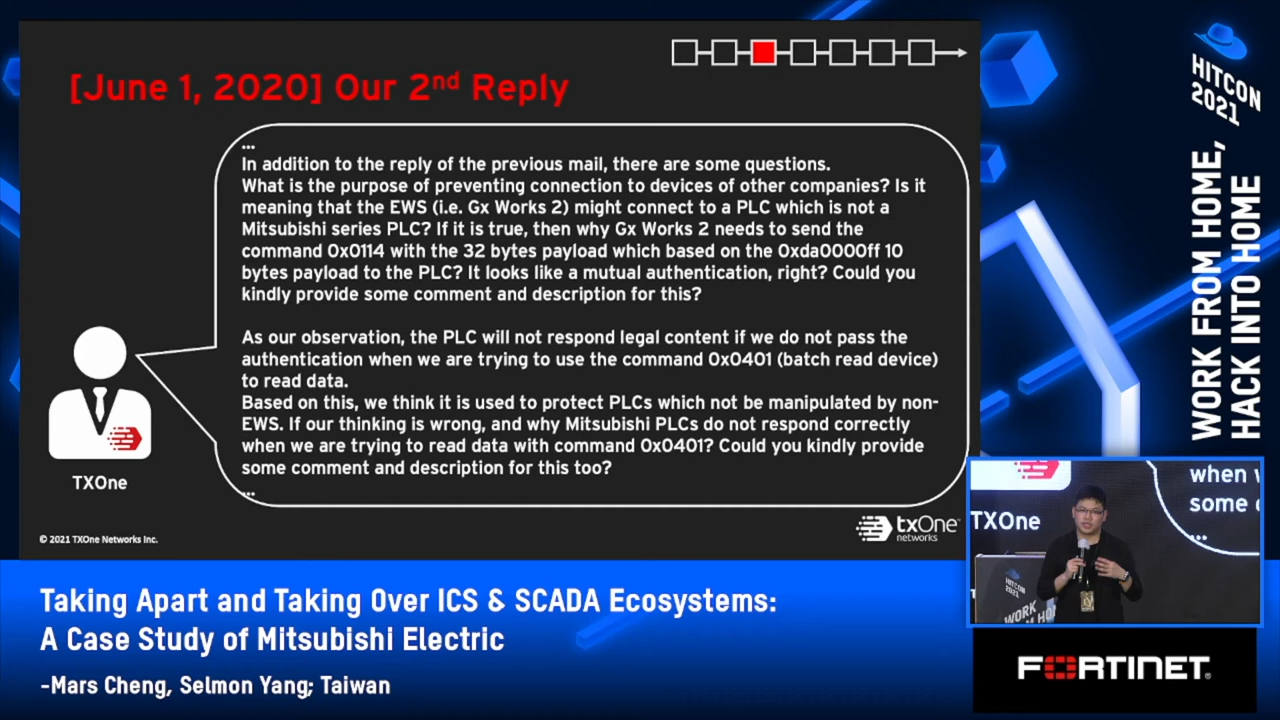 [June 1, 2020] Our 2nd Reply
...
In addition to the reply of the previous mail, there are some questions.
What is the purpose of preventing connection to devices of other companies? Is it
meaning that the EWS (i.e. Gx Works 2) might connect to a PLC which is not a
Mitsubishi series PLC? If it is true, then why Gx Works 2 needs to send the
command 0x0114 with the 32 bytes payload which based on the 0xda0000ff 10
bytes payload to the PLC? It looks like a mutual authentication, right? Could you
kindly provide some comment and description for this?
As our observation, the PLC will not respond legal content if we do not pass the
authentication when we are trying to use the command 0x0401 (batch read device)
to read data.
Based on this, we think it is used to protect PLCs which not be manipulated by non-
EWS. If our thinking is wrong, and why Mitsubishi PLCs do not respond correctly
when we are trying to read data with command 0x0401? Could you kindly provide
some comment and description for this too?
...
TXOne
© 2021 TXOne Networks Inc.
txOne
networks
HITCON
2021
WORK FROM HOME,
HACK INTO HOME
when
some
TXOne
...
HITCON
2021
WORK
Taking Apart and Taking Over ICS & SCADA Ecosystems:
A Case Study of Mitsubishi Electric
-Mars Cheng, Selmon Yang; Taiwan
FORTINET